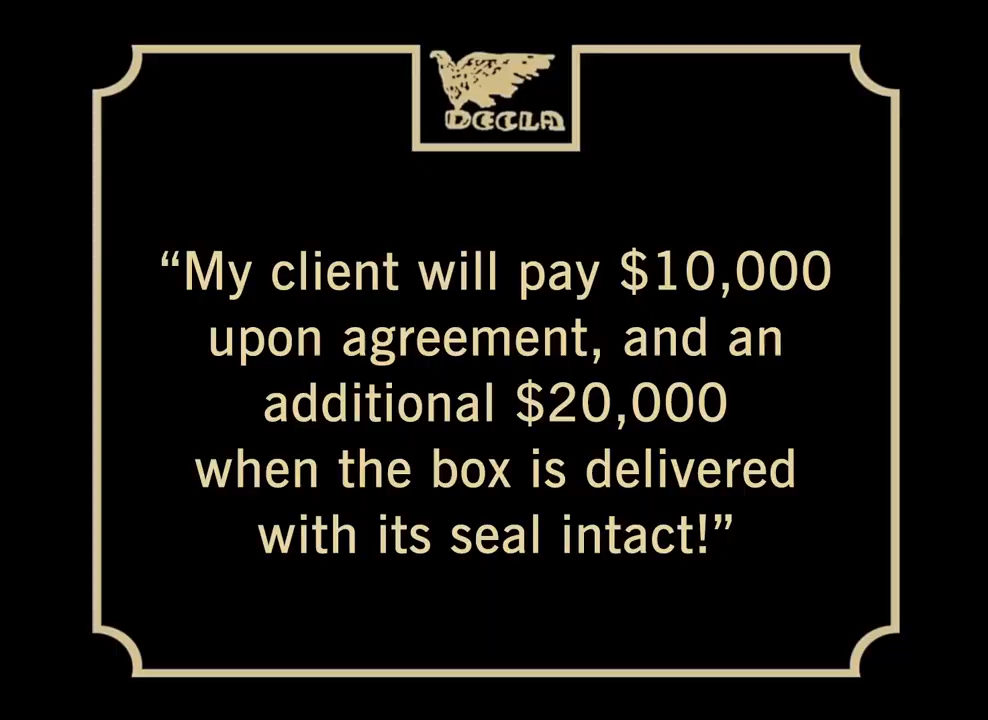 DECLA
“My client will pay $10,000
upon agreement, and an
additional $20,000
when the box is delivered
with its seal intact!”